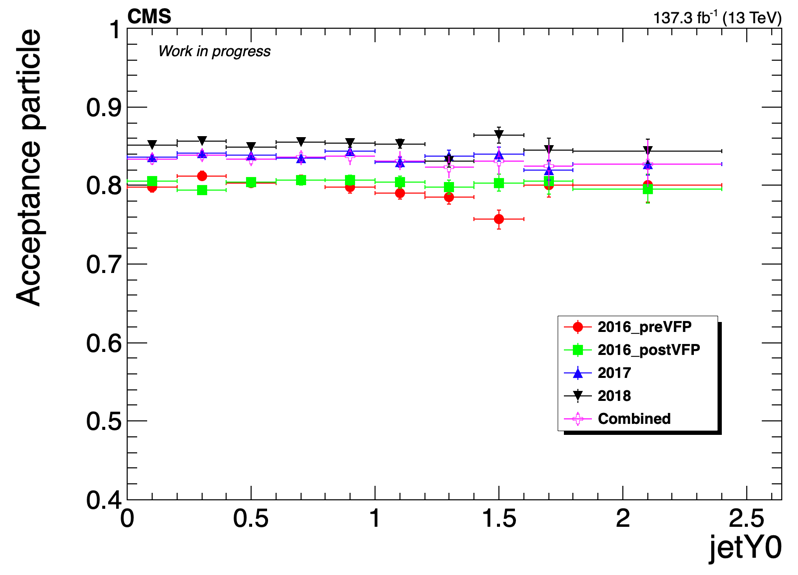 CMS 137.3 fb⁻¹ (13 TeV)
Work in progress
Acceptance particle
1
0.9
0.8
0.7
0.6
0.5
0.4
2016_preVFP
2016_postVFP
2017
2018
Combined
0 0.5 1 1.5 2 2.5
jetY0